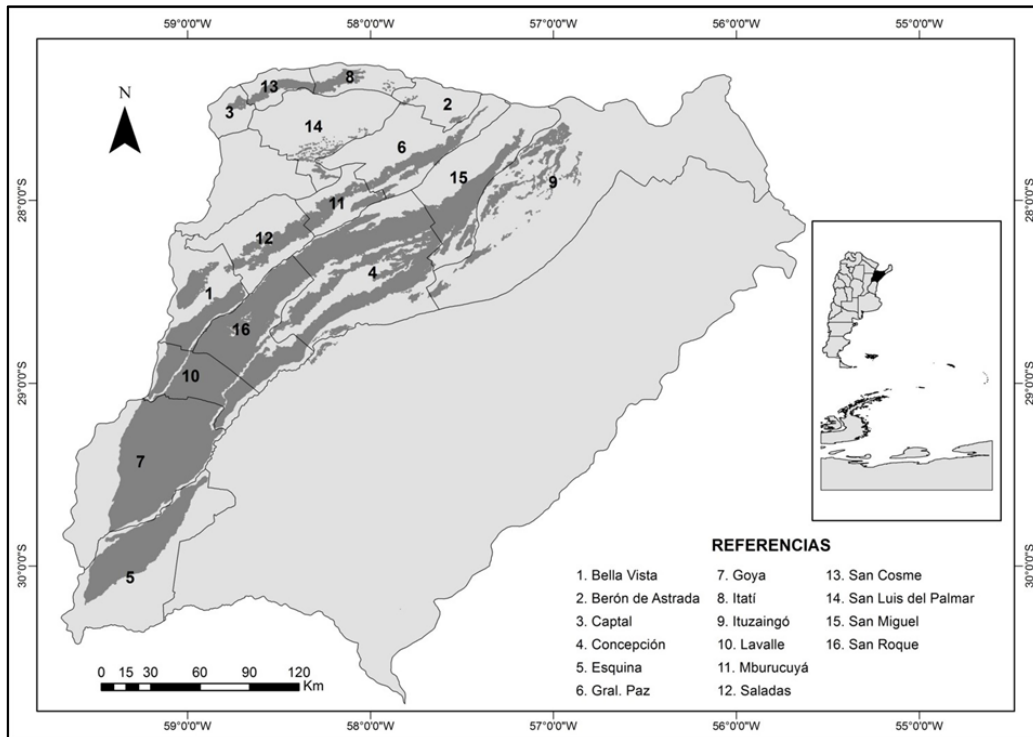 59°0'0"W 58°0'0"W 57°0'0"W 56°0'0"W 55°0'0"W
N
28°0'0"S 28°0'0"S
29°0'0"S 29°0'0"S
30°0'0"S 30°0'0"S
13
8
3
2
14
6
15
9
11
12
4
1
16
10
7
5
REFERENCIAS
1. Bella Vista 7. Goya 13. San Cosme
2. Berón de Astrada 8. Itatí 14. San Luis del Palmar
3. Captal 9. Ituzaingó 15. San Miguel
4. Concepción 10. Lavalle 16. San Roque
5. Esquina 11. Mburucuyá
6. Gral. Paz 12. Saladas
0 15 30 60 90 120
Km
59°0'0"W 58°0'0"W 57°0'0"W 56°0'0"W 55°0'0"W